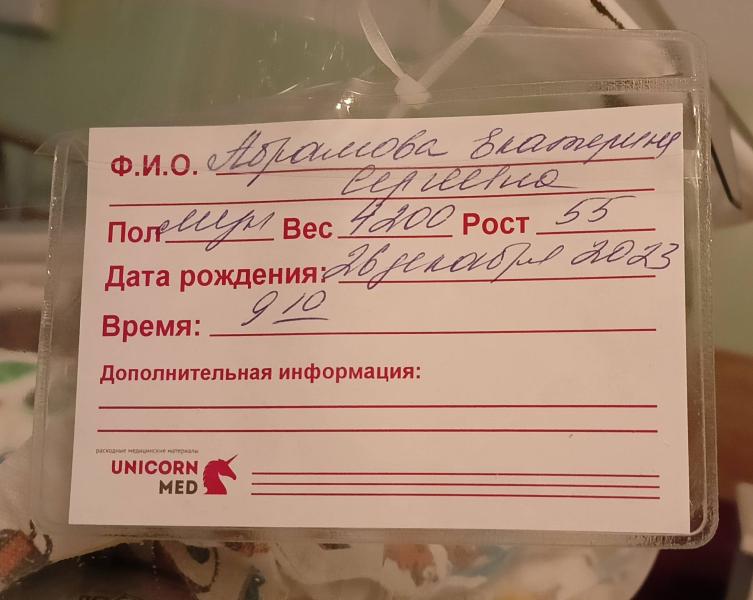 Ф.И.О. Абрамова Екатерина
Сергеевна
Пол муж Вес 4200 Рост 55
Дата рождения: 26 декабря 2023
Время: 9 10
Дополнительная информация:
расходные медицинские материалы
UNICORN
MED